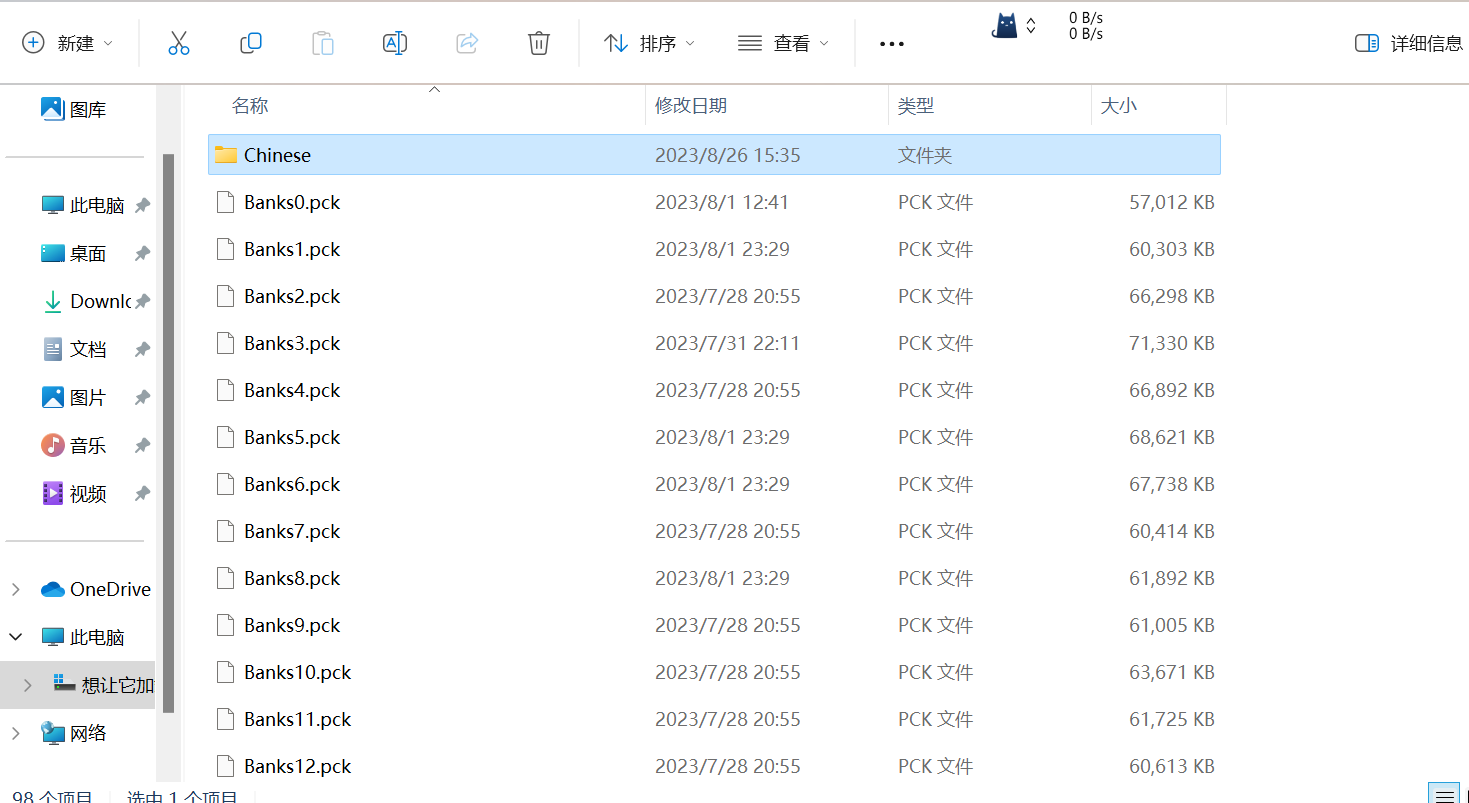 新建
排序
查看
0 B/s
0 B/s
详细信息
图库
此电脑
桌面
Downlo
文档
图片
音乐
视频
OneDrive
此电脑
想让它加
网络
名称 修改日期 类型 大小
Chinese 2023/8/26 15:35 文件夹
Banks0.pck 2023/8/1 12:41 PCK 文件 57,012 KB
Banks1.pck 2023/8/1 23:29 PCK 文件 60,303 KB
Banks2.pck 2023/7/28 20:55 PCK 文件 66,298 KB
Banks3.pck 2023/7/31 22:11 PCK 文件 71,330 KB
Banks4.pck 2023/7/28 20:55 PCK 文件 66,892 KB
Banks5.pck 2023/8/1 23:29 PCK 文件 68,621 KB
Banks6.pck 2023/8/1 23:29 PCK 文件 67,738 KB
Banks7.pck 2023/7/28 20:55 PCK 文件 60,414 KB
Banks8.pck 2023/8/1 23:29 PCK 文件 61,892 KB
Banks9.pck 2023/7/28 20:55 PCK 文件 61,005 KB
Banks10.pck 2023/7/28 20:55 PCK 文件 63,671 KB
Banks11.pck 2023/7/28 20:55 PCK 文件 61,725 KB
Banks12.pck 2023/7/28 20:55 PCK 文件 60,613 KB
98 个项目 选中 1 个项目